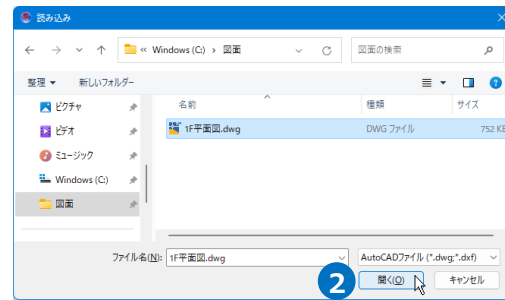 読み込み
« Windows (C:) › 図面
図面の検索
整理 新しいフォルダー
名前 種類 サイズ
ピクチャ
ビデオ
ミュージック
Windows (C:)
図面
1F平面図.dwg DWG ファイル 752 KB
ファイル名(N): 1F平面図.dwg AutoCADファイル (*.dwg;*.dxf)
2 開く(O) キャンセル